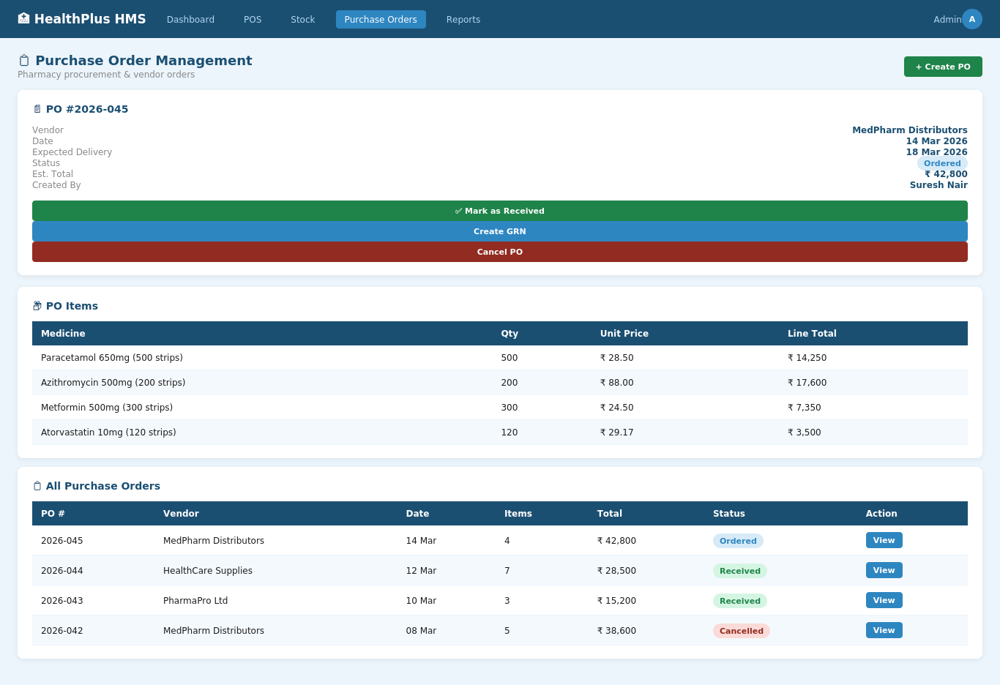 HealthPlus HMS Dashboard POS Stock Purchase Orders Reports Admin A
Purchase Order Management
Pharmacy procurement & vendor orders
+ Create PO
PO #2026-045
Vendor MedPharm Distributors
Date 14 Mar 2026
Expected Delivery 18 Mar 2026
Status Ordered
Est. Total ₹ 42,800
Created By Suresh Nair
✅ Mark as Received
Create GRN
Cancel PO
PO Items
Medicine Qty Unit Price Line Total
Paracetamol 650mg (500 strips) 500 ₹ 28.50 ₹ 14,250
Azithromycin 500mg (200 strips) 200 ₹ 88.00 ₹ 17,600
Metformin 500mg (300 strips) 300 ₹ 24.50 ₹ 7,350
Atorvastatin 10mg (120 strips) 120 ₹ 29.17 ₹ 3,500
All Purchase Orders
PO # Vendor Date Items Total Status Action
2026-045 MedPharm Distributors 14 Mar 4 ₹ 42,800 Ordered View
2026-044 HealthCare Supplies 12 Mar 7 ₹ 28,500 Received View
2026-043 PharmaPro Ltd 10 Mar 3 ₹ 15,200 Received View
2026-042 MedPharm Distributors 08 Mar 5 ₹ 38,600 Cancelled View